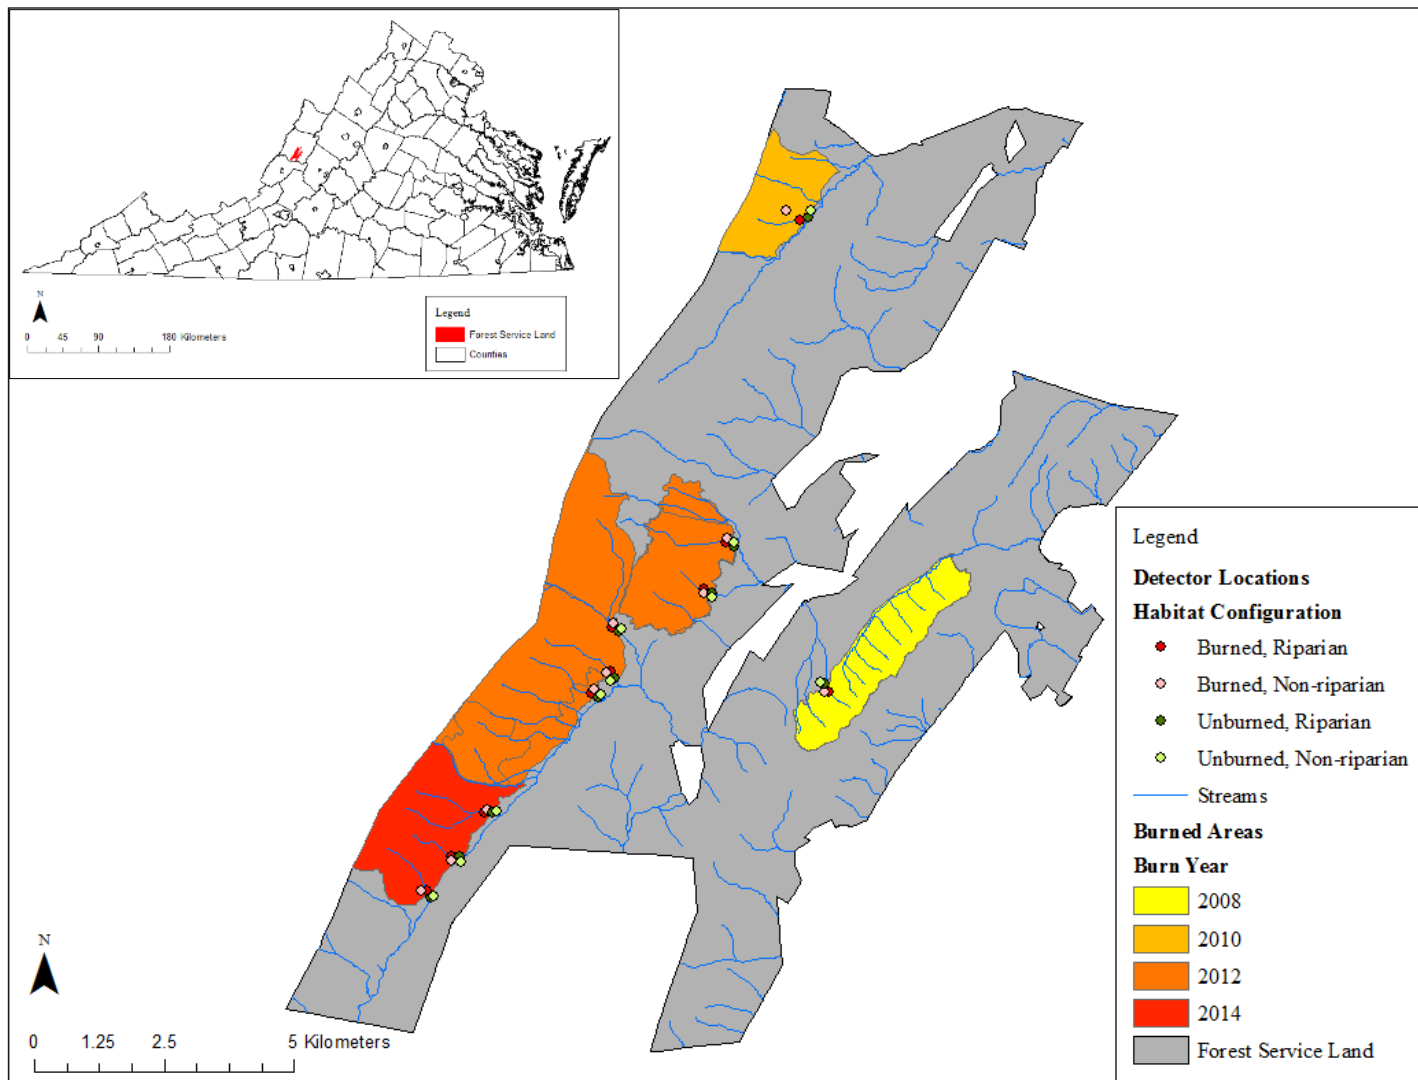 N
0 45 90 180 Kilometers
Legend
Forest Service Land
Counties
Legend
Detector Locations
Habitat Configuration
Burned, Riparian
Burned, Non-riparian
Unburned, Riparian
Unburned, Non-riparian
Streams
Burned Areas
Burn Year
2008
2010
2012
2014
Forest Service Land
N
0 1.25 2.5 5 Kilometers